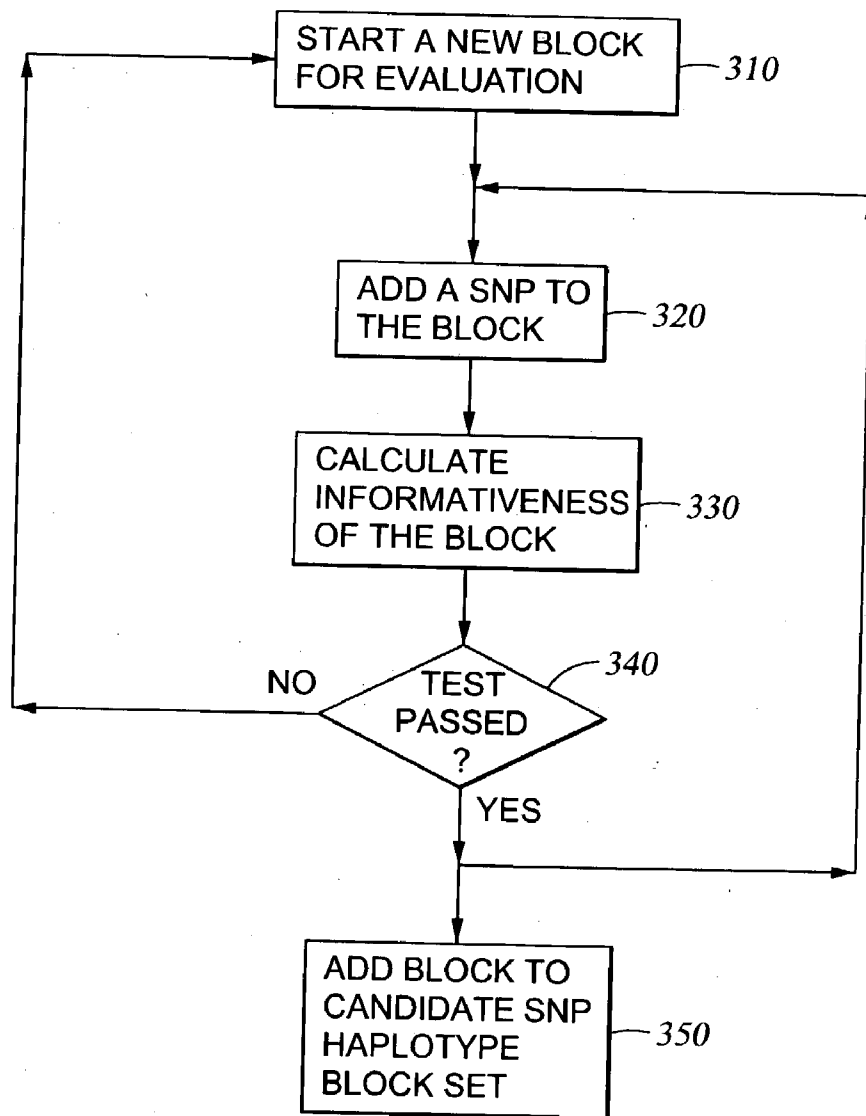 START A NEW BLOCK
FOR EVALUATION
310
ADD A SNP TO
THE BLOCK
320
CALCULATE
INFORMATIVENESS
OF THE BLOCK
330
340
NO
TEST
PASSED
?
YES
ADD BLOCK TO
CANDIDATE SNP
HAPLOTYPE
BLOCK SET
350